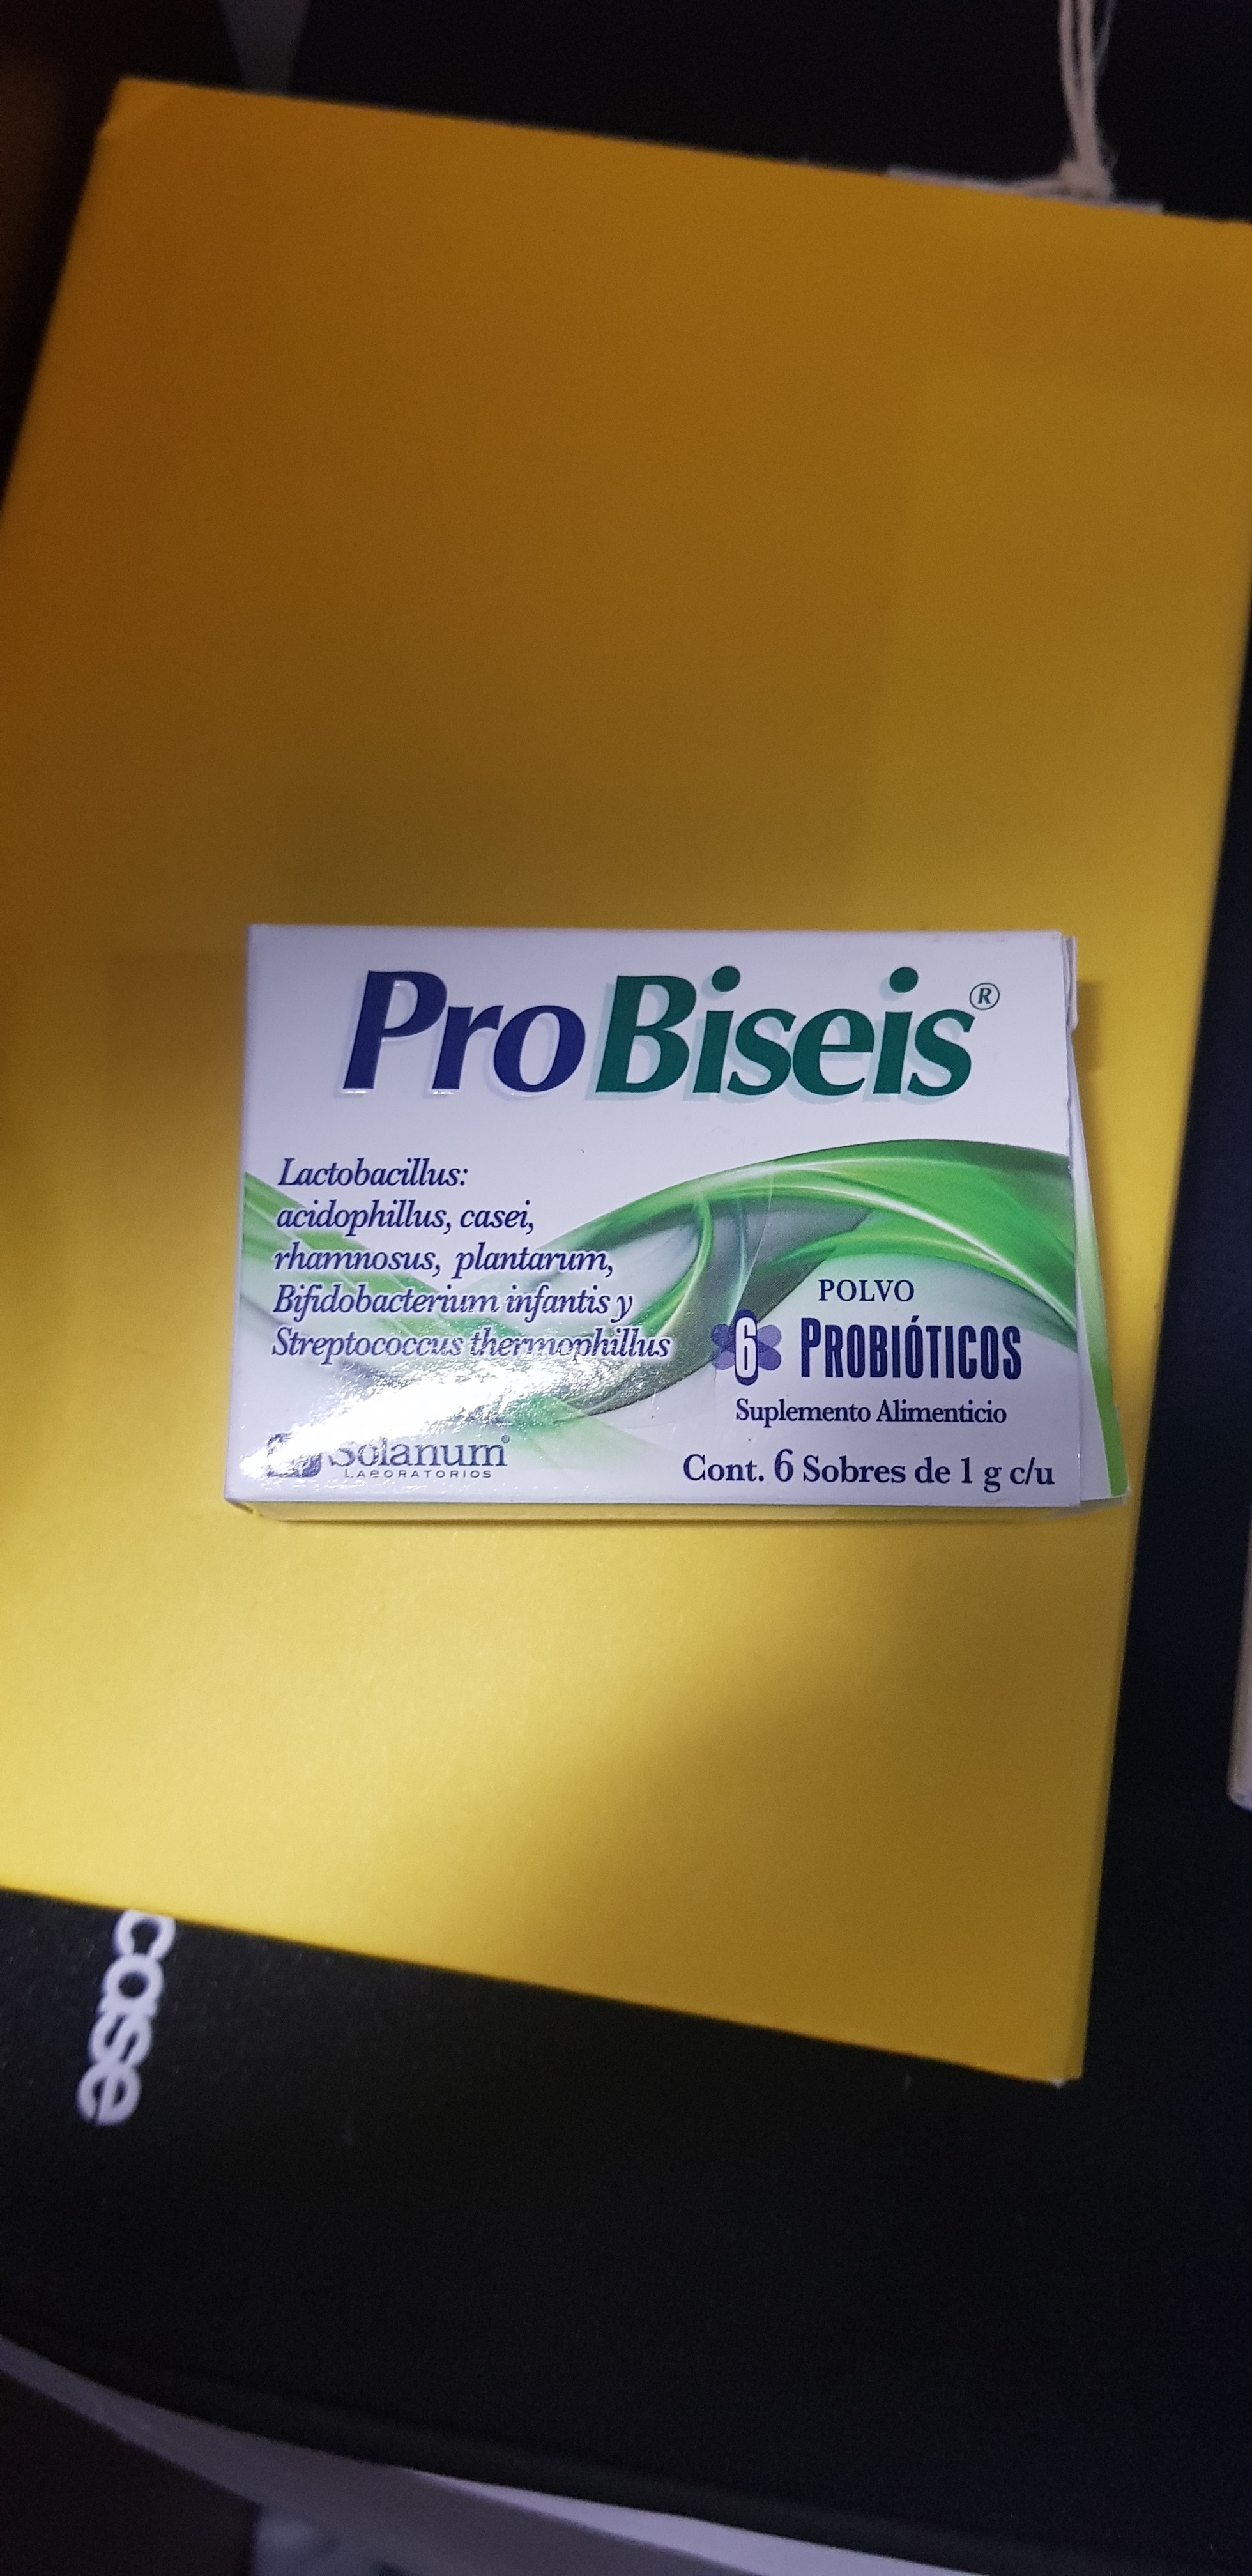 ProBiseis®
Lactobacillus:
acidophillus, casei,
rhamnosus, plantarum,
Bifidobacterium infantis y
Streptococcus thermophillus
POLVO
6 PROBIÓTICOS
Suplemento Alimenticio
Solanum®
LABORATORIOS
Cont. 6 Sobres de 1 g c/u
case